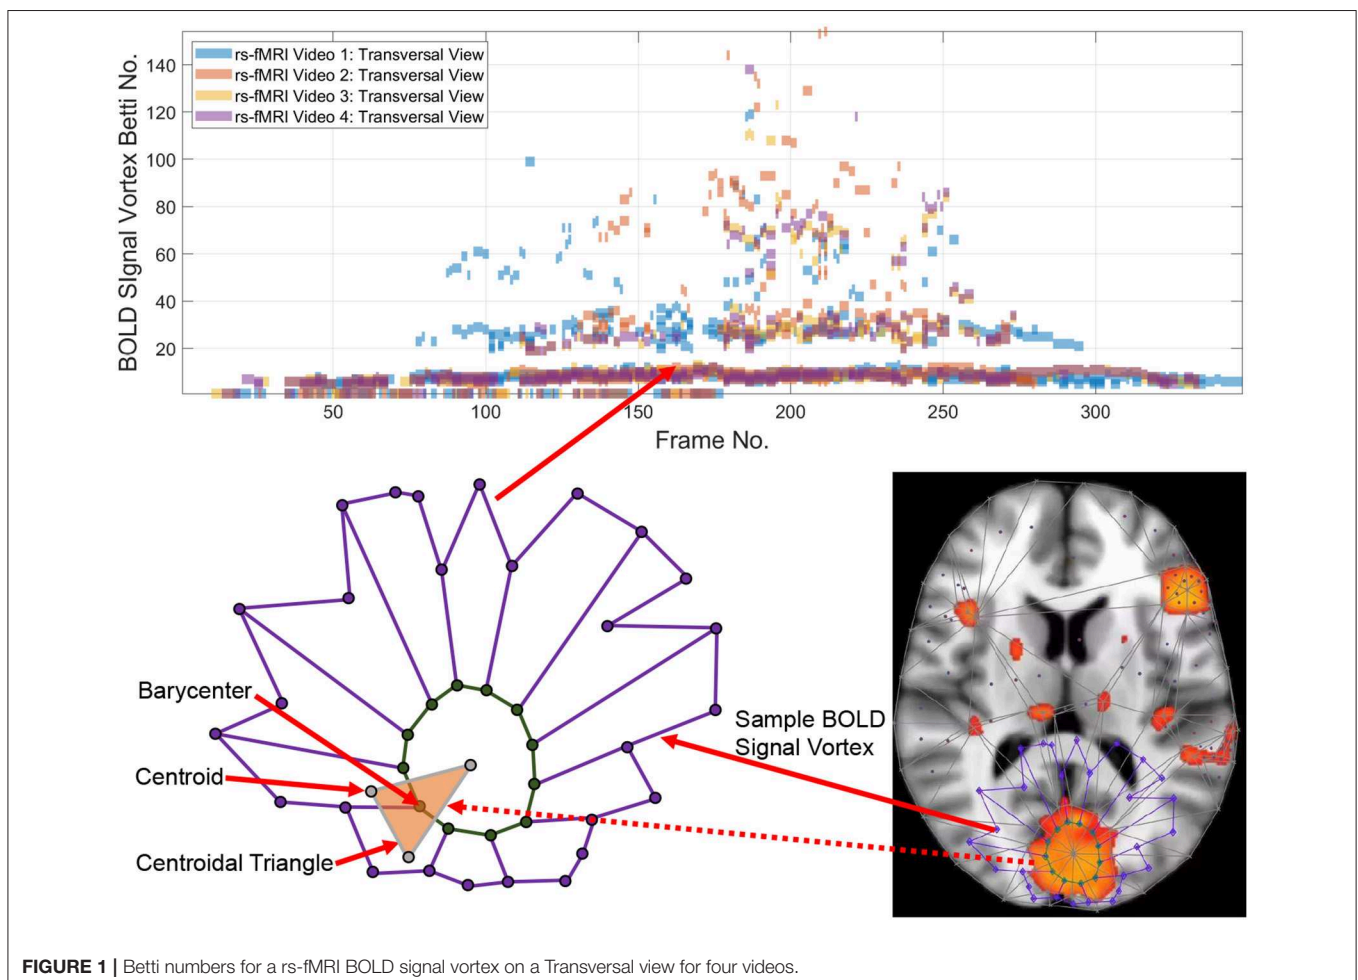 BOLD SIgnal Vortex Betti No.
140
120
100
80
60
40
20
rs-fMRI Video 1: Transversal View
rs-fMRI Video 2: Transversal View
rs-fMRI Video 3: Transversal View
rs-fMRI Video 4: Transversal View
50 100 150 200 250 300
Frame No.
Barycenter
Centroid
Centroidal Triangle
Sample BOLD
Signal Vortex
FIGURE 1 | Betti numbers for a rs-fMRI BOLD signal vortex on a Transversal view for four videos.